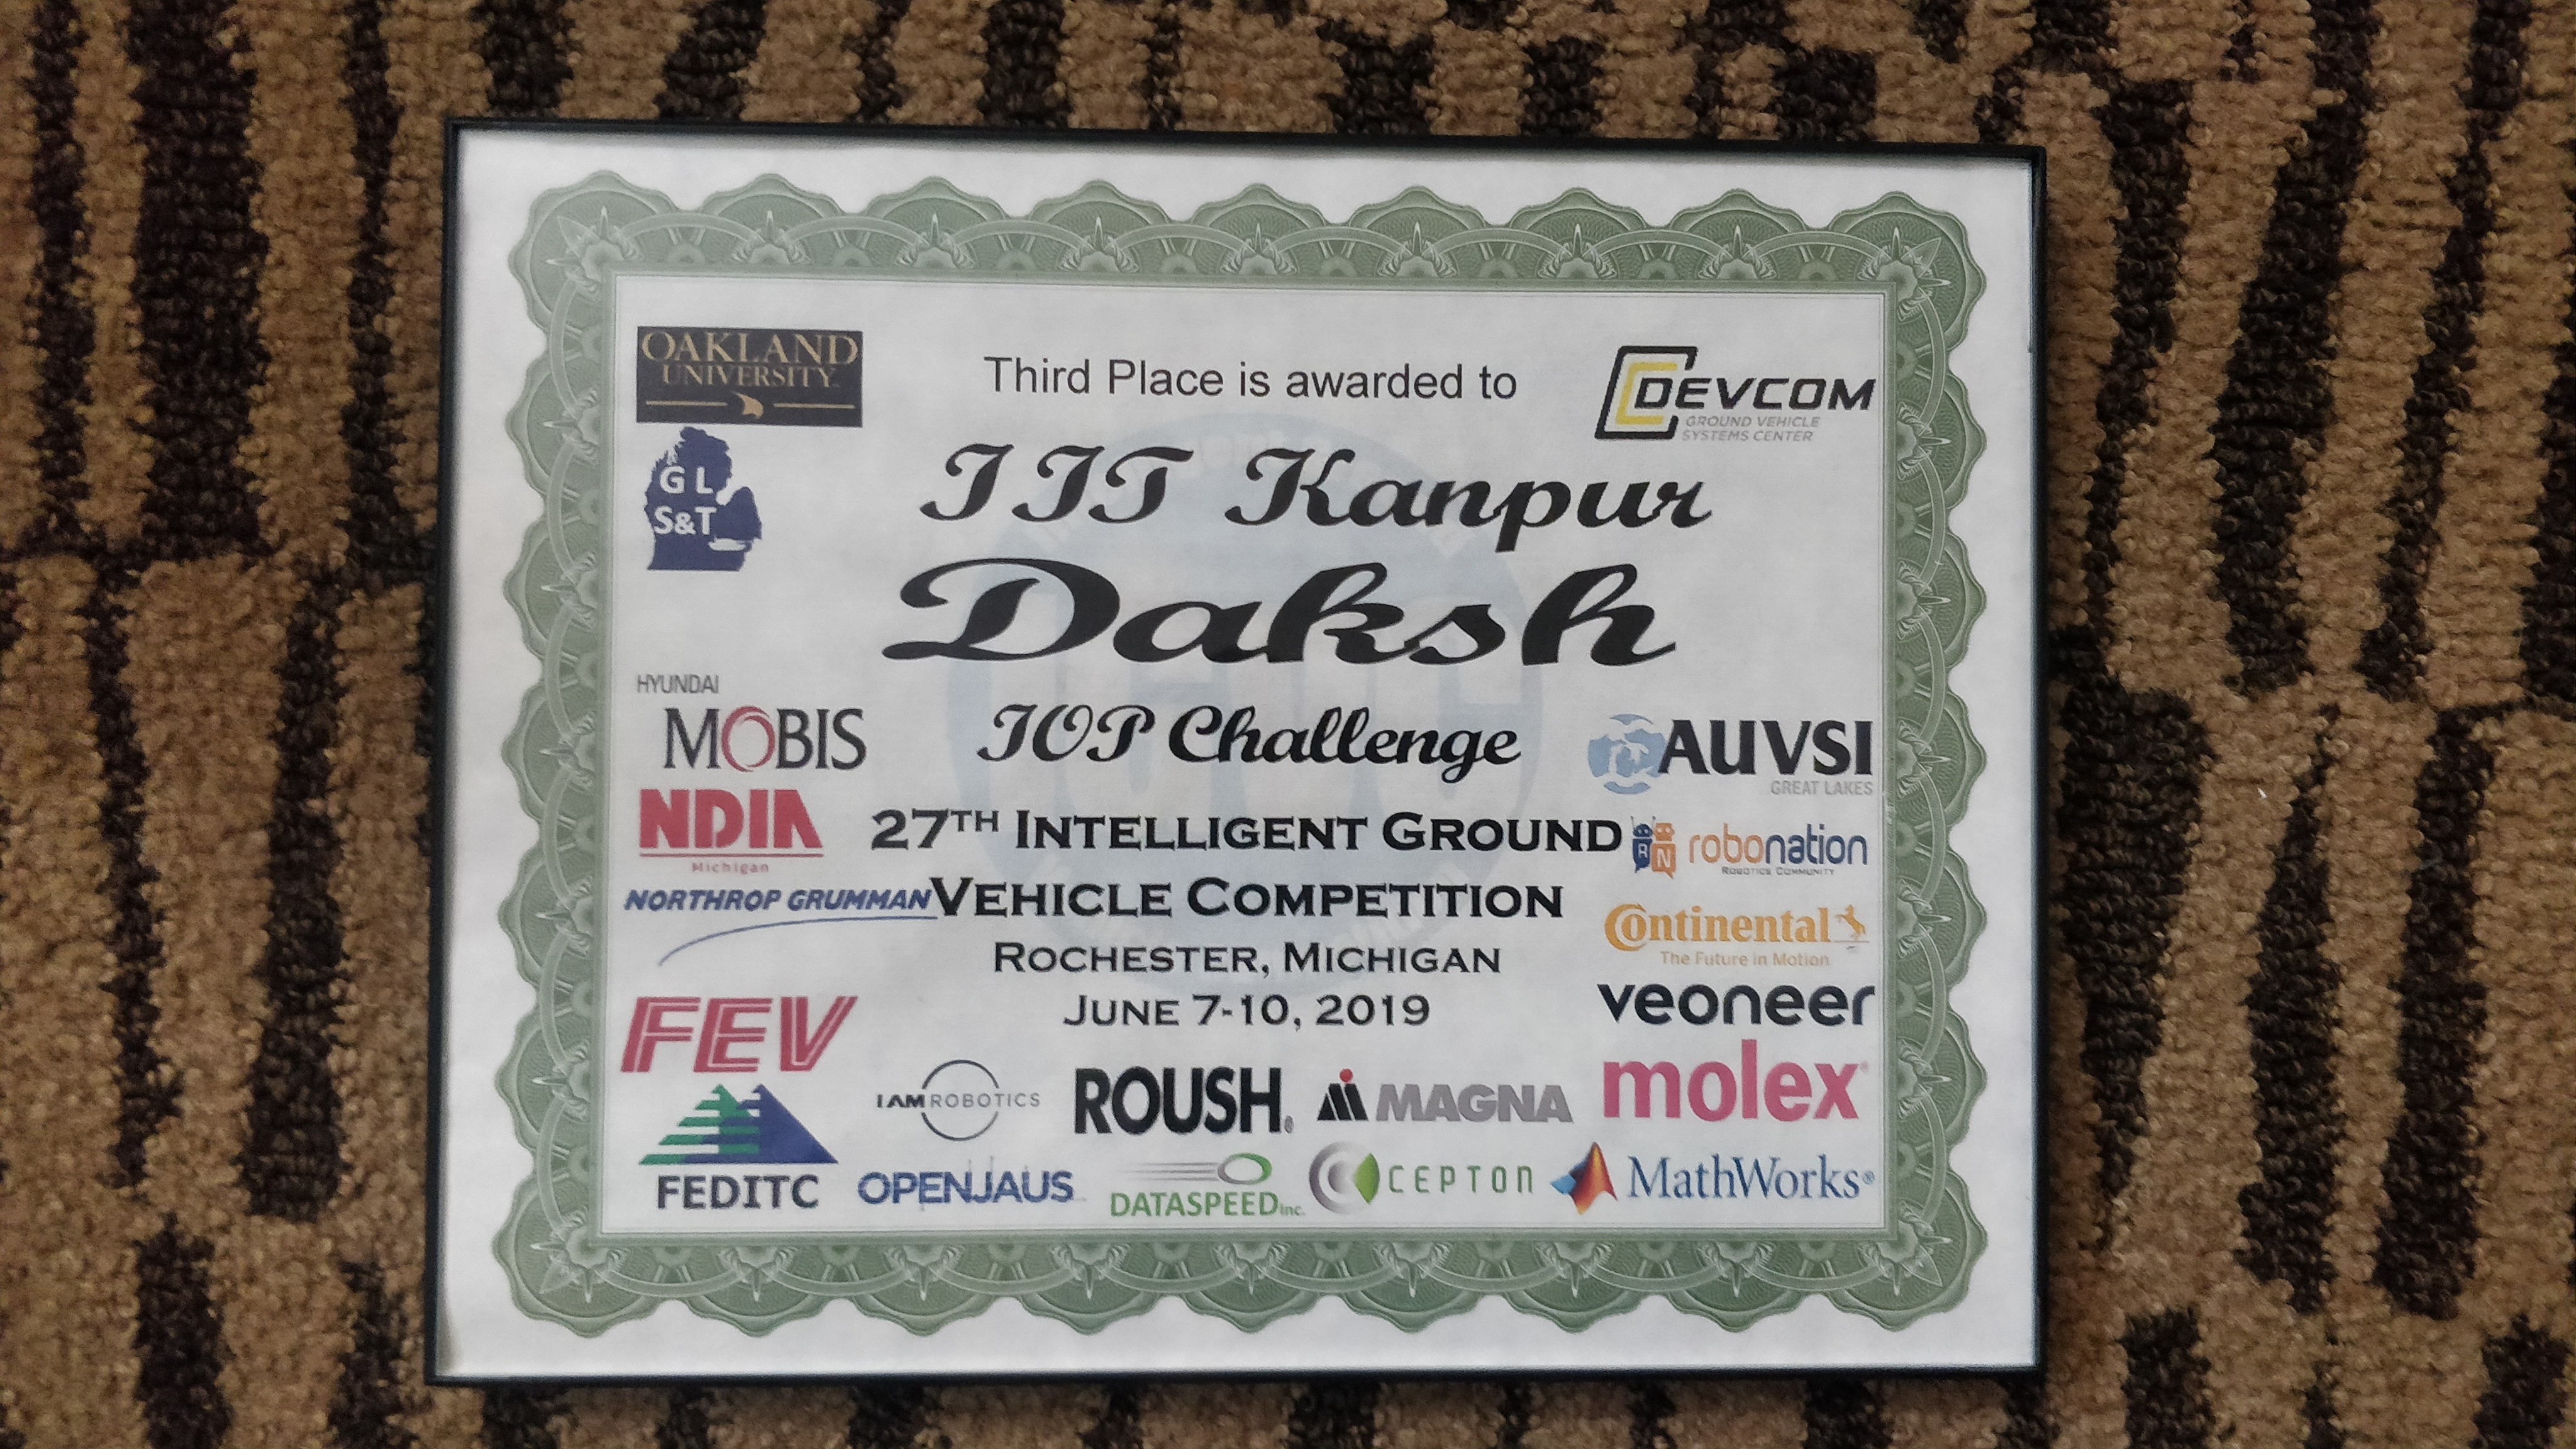 OAKLAND
UNIVERSITY
Third Place is awarded to
DEVCOM
GROUND VEHICLE
SYSTEMS CENTER
G L
S&T
IIT Kanpur
Daksh
HYUNDAI
MOBIS
IOP Challenge
AUVSI
GREAT LAKES
NDIA
Michigan
27TH INTELLIGENT GROUND
RN robonation
ROBOTICS COMMUNITY
NORTHROP GRUMMAN
VEHICLE COMPETITION
Continental
The Future in Motion
ROCHESTER, MICHIGAN
JUNE 7-10, 2019
veoneer
FEV
I AM ROBOTICS
ROUSH®
MAGNA
molex®
FEDITC
OPENJAUS
DATASPEED Inc.
CEPTON
MathWorks®